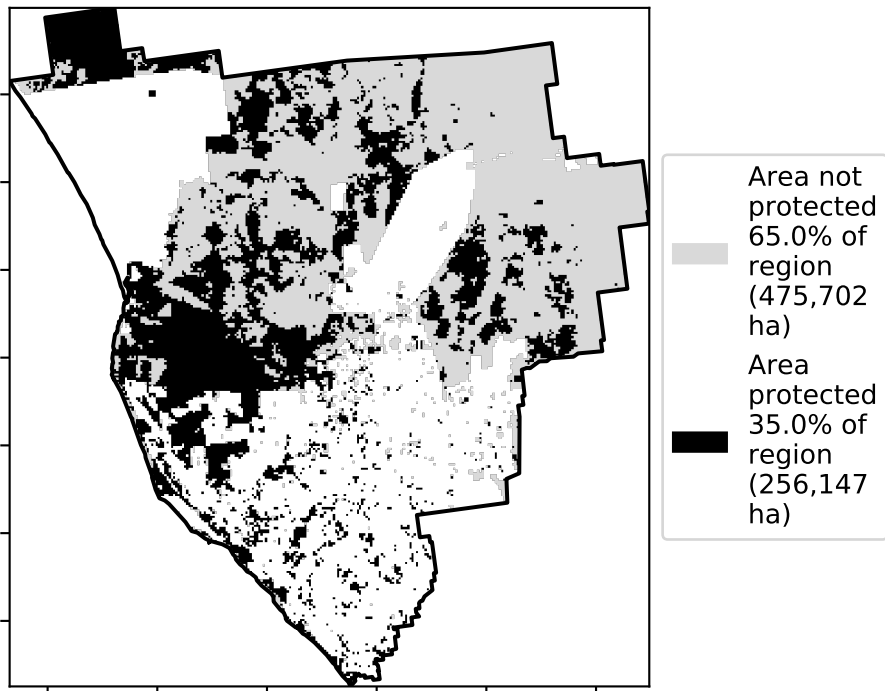 Area not
protected
65.0% of
region
(475,702
ha)
Area
protected
35.0% of
region
(256,147
ha)